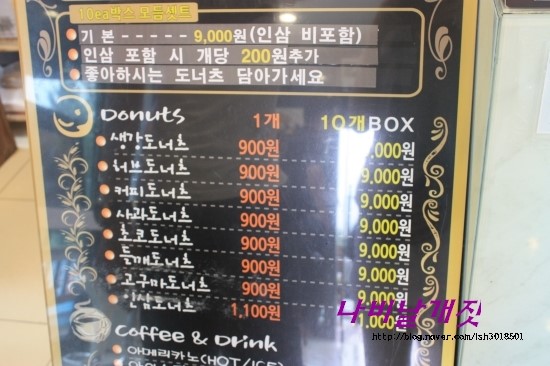 10ea박스 모듬셋트
기 본 - - - - - 9,000원(인삼 비포함)
인삼 포함 시 개당 200원추가
좋아하시는 도너츠 담아가세요
Donuts 1개 10개BOX
생강도너츠 900원 ,000원
허브도너츠 900원 9,000원
커피도너츠 900원 9,000원
사과도너츠 900원 9,000원
초코도너츠 900원 9,000원
들깨도너츠 900원 9,000원
고구마도너츠 900원 9,000원
인삼도너츠 1,100원 ,000원
나비날개짓
Coffee & Drink
http://blog.naver.com/lsh3018501
아메리카노(HOT/ICE)